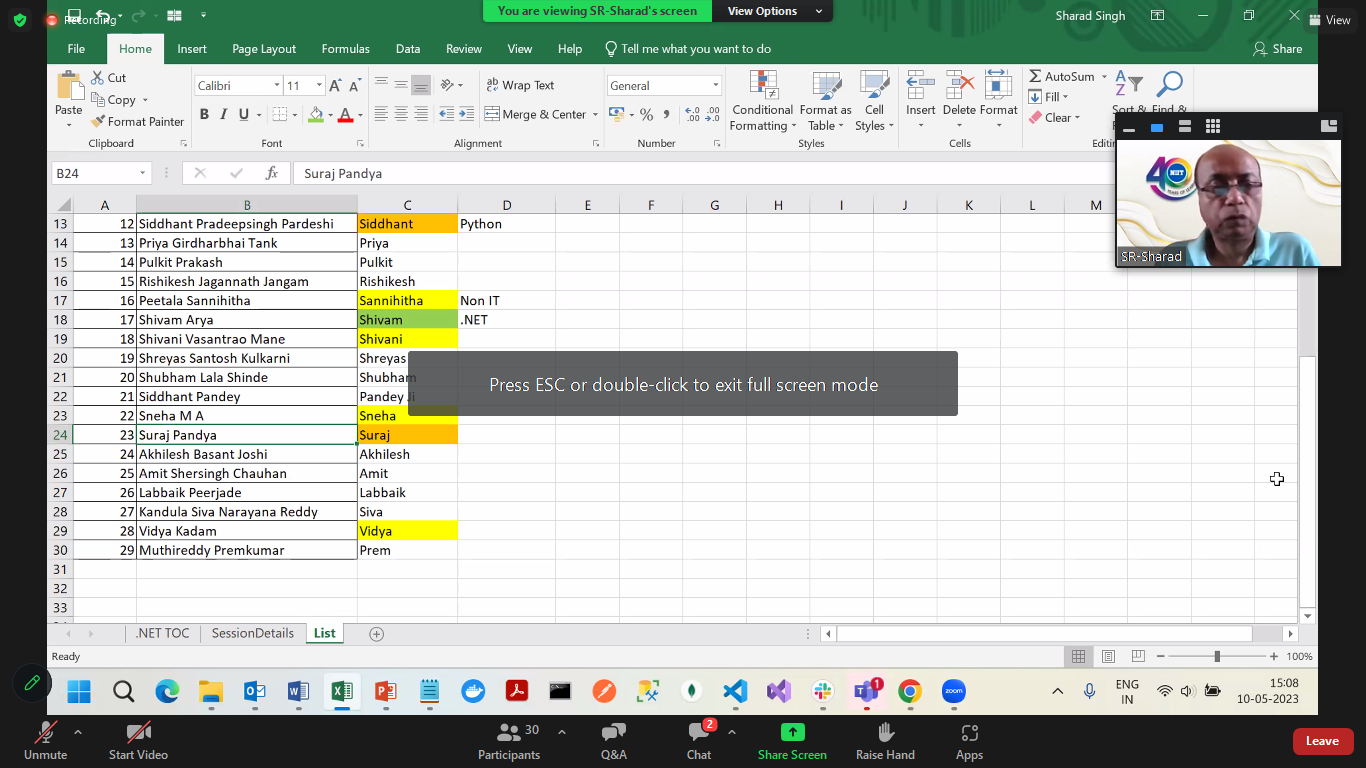 Recording
You are viewing SR-Sharad's screen View Options
Sharad Singh
View
File Home Insert Page Layout Formulas Data Review View Help Tell me what you want to do Share
Paste Cut Copy Format Painter
Calibri 11
B I U
Wrap Text
Merge & Center
General
Conditional Formatting Format as Table Cell Styles
Insert Delete Format
AutoSum
Fill
Clear
Sort & Find &
Clipboard Font Alignment Number Styles Cells
B24 fx Suraj Pandya
SR-Sharad
A B C D E F G H I J K L M
13 12 Siddhant Pradeepsingh Pardeshi Siddhant Python
14 13 Priya Girdharbhai Tank Priya
15 14 Pulkit Prakash Pulkit
16 15 Rishikesh Jagannath Jangam Rishikesh
17 16 Peetala Sannihitha Sannihitha Non IT
18 17 Shivam Arya Shivam .NET
19 18 Shivani Vasantrao Mane Shivani
20 19 Shreyas Santosh Kulkarni Shreyas
21 20 Shubham Lala Shinde Shubham
22 21 Siddhant Pandey Pandey Ji
23 22 Sneha M A Sneha
24 23 Suraj Pandya Suraj
25 24 Akhilesh Basant Joshi Akhilesh
26 25 Amit Shersingh Chauhan Amit
27 26 Labbaik Peerjade Labbaik
28 27 Kandula Siva Narayana Reddy Siva
29 28 Vidya Kadam Vidya
30 29 Muthireddy Premkumar Prem
31
32
33
Press ESC or double-click to exit full screen mode
.NET TOC SessionDetails List
Ready 100%
zoom
1
ENG
IN
15:08
10-05-2023
Unmute Start Video Participants 30 Q&A Chat 2 Share Screen Raise Hand Apps Leave